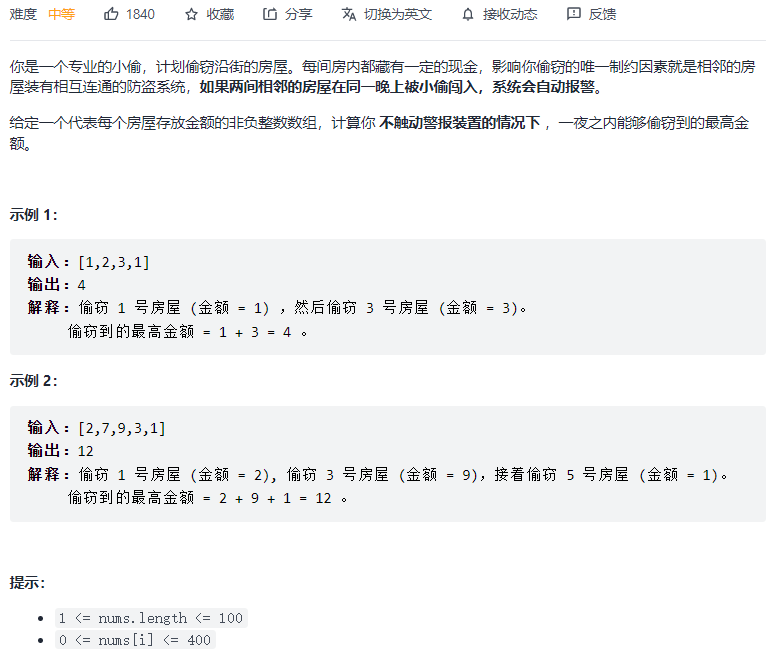 难度 中等 1840 收藏 分享 切换为英文 接收动态 反馈
你是一个专业的小偷，计划偷窃沿街的房屋。每间房内都藏有一定的现金，影响你偷窃的唯一制约因素就是相邻的房
屋装有相互连通的防盗系统，如果两间相邻的房屋在同一晚上被小偷闯入，系统会自动报警。
给定一个代表每个房屋存放金额的非负整数数组，计算你 不触动警报装置的情况下 ，一夜之内能够偷窃到的最高金
额。
示例 1：
输入：[1,2,3,1]
输出：4
解释：偷窃 1 号房屋 (金额 = 1) ，然后偷窃 3 号房屋 (金额 = 3)。
偷窃到的最高金额 = 1 + 3 = 4 。
示例 2：
输入：[2,7,9,3,1]
输出：12
解释：偷窃 1 号房屋 (金额 = 2), 偷窃 3 号房屋 (金额 = 9)，接着偷窃 5 号房屋 (金额 = 1)。
偷窃到的最高金额 = 2 + 9 + 1 = 12 。
提示：
1 <= nums.length <= 100
0 <= nums[i] <= 400